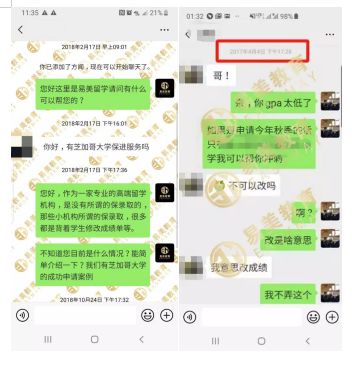 11:35
21%
2018年2月17日 早上09:01
你已添加了方闻，现在可以开始聊天了。
您好这里是易美留学请问有什么
可以帮您的？
2018年2月17日 下午16:01
你好，有芝加哥大学保进服务吗
2018年2月17日 下午17:36
您好，作为一家专业的高端留学
机构，是没有所谓的保录取的，
那些小机构所谓的保录取，很多
都是背着学生修改成绩单等。
不知道您目前是什么情况？能简
单介绍一下？我们有芝加哥大学
的成功申请案例
2018年10月24日 下午17:32
01:32
98%
2017年4月4日 下午17:28
哥！
亲，你gpa太低了
如果想申请今年秋季的话
只
学我可以帮你申请
不可以改吗
啊？
改是啥意思
我意思改成绩
我不弄这个
易美教育